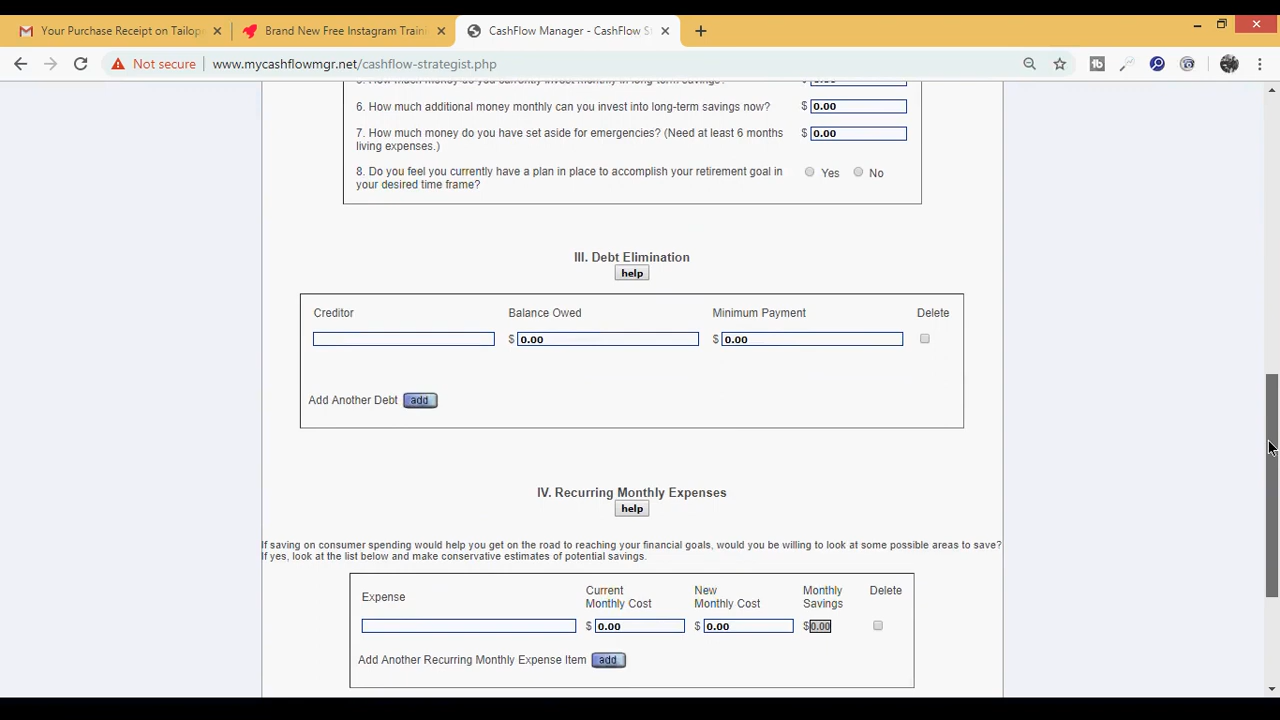 Your Purchase Receipt on Tailop
Brand New Free Instagram Train
CashFlow Manager - CashFlow St
Not secure
www.mycashflowmgr.net/cashflow-strategist.php
6. How much additional money monthly can you invest into long-term savings now?
$ 0.00
7. How much money do you have set aside for emergencies? (Need at least 6 months
living expenses.)
$ 0.00
8. Do you feel you currently have a plan in place to accomplish your retirement goal in
your desired time frame?
Yes No
III. Debt Elimination
help
Creditor Balance Owed Minimum Payment Delete
$ 0.00 $ 0.00
Add Another Debt add
IV. Recurring Monthly Expenses
help
If saving on consumer spending would help you get on the road to reaching your financial goals, would you be willing to look at some possible areas to save?
If yes, look at the list below and make conservative estimates of potential savings.
Expense
Current
Monthly Cost
New
Monthly Cost
Monthly
Savings
Delete
$ 0.00 $ 0.00 $0.00
Add Another Recurring Monthly Expense Item add